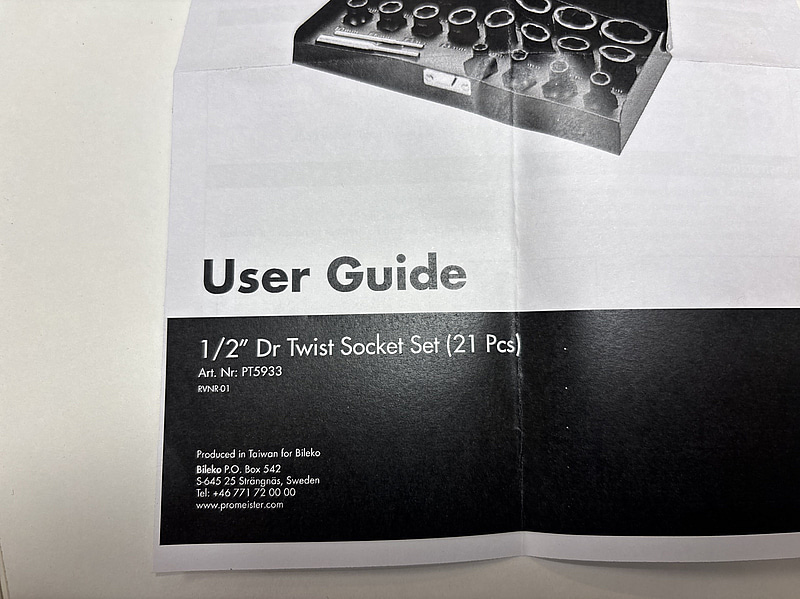 User Guide
1/2” Dr Twist Socket Set (21 Pcs)
Art. Nr: PT5933
RVNR-01
Produced in Taiwan for Bileko
Bileko P.O. Box 542
S-645 25 Strängnäs, Sweden
Tel: +46 771 72 00 00
www.promeister.com